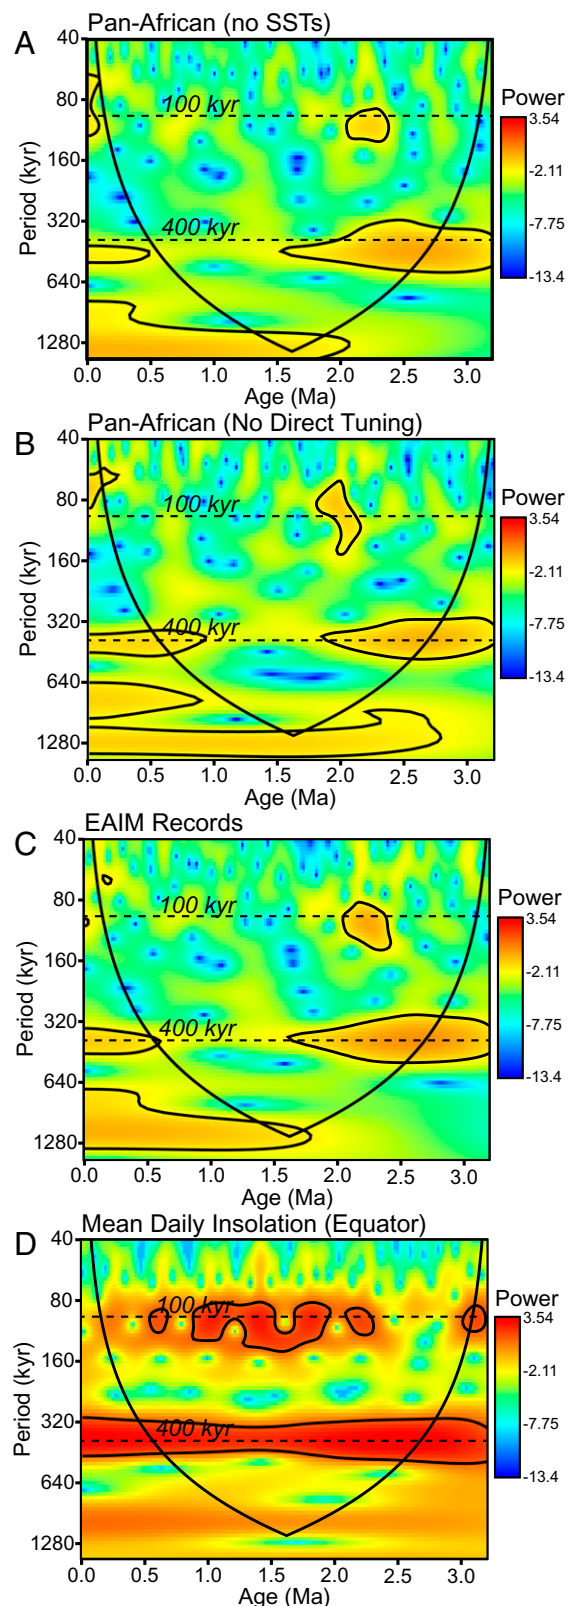 A
Pan-African (no SSTs)
40
80
160
320
640
1280
Period (kyr)
100 kyr
400 kyr
0.0 0.5 1.0 1.5 2.0 2.5 3.0
Age (Ma)
Power
3.54
-2.11
-7.75
-13.4
B
Pan-African (No Direct Tuning)
40
80
160
320
640
1280
Period (kyr)
100 kyr
400 kyr
0.0 0.5 1.0 1.5 2.0 2.5 3.0
Age (Ma)
Power
3.54
-2.11
-7.75
-13.4
C
EAIM Records
40
80
160
320
640
1280
Period (kyr)
100 kyr
400 kyr
0.0 0.5 1.0 1.5 2.0 2.5 3.0
Age (Ma)
Power
3.54
-2.11
-7.75
-13.4
D
Mean Daily Insolation (Equator)
40
80
160
320
640
1280
Period (kyr)
100 kyr
400 kyr
0.0 0.5 1.0 1.5 2.0 2.5 3.0
Age (Ma)
Power
3.54
-2.11
-7.75
-13.4